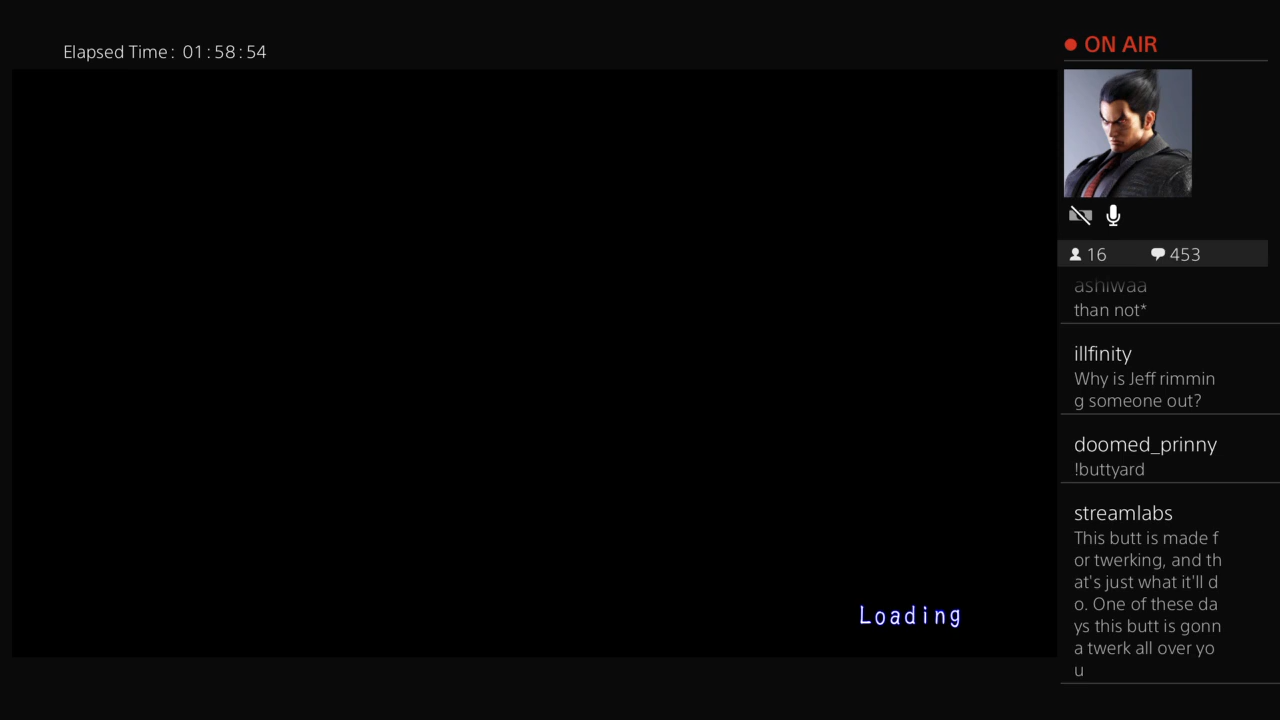 Elapsed Time: 01:58:54
ON AIR
16 453
ashiwaa
than not*
illfinity
Why is Jeff rimmin
g someone out?
doomed_prinny
!buttyard
streamlabs
This butt is made f
or twerking, and th
at's just what it'll d
o. One of these da
ys this butt is gonn
a twerk all over yo
u
Loading